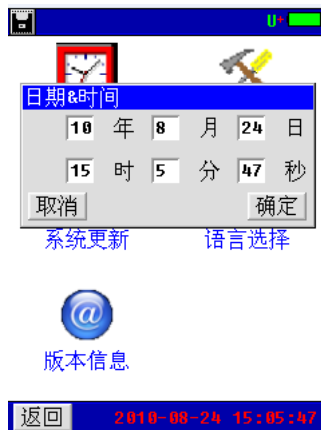 U+
日期&时间
10 年 8 月 24 日
15 时 5 分 47 秒
取消 确定
系统更新 语言选择
@
版本信息
返回 2010-08-24 15:05:47